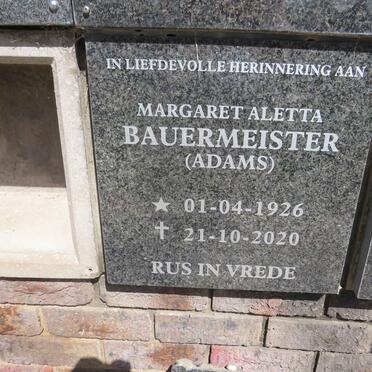 IN LIEFDEVOLLE HERINNERING AAN
MARGARET ALETTA
BAUERMEISTER
(ADAMS)
★ 01-04-1926
✝ 21-10-2020
RUS IN VREDE